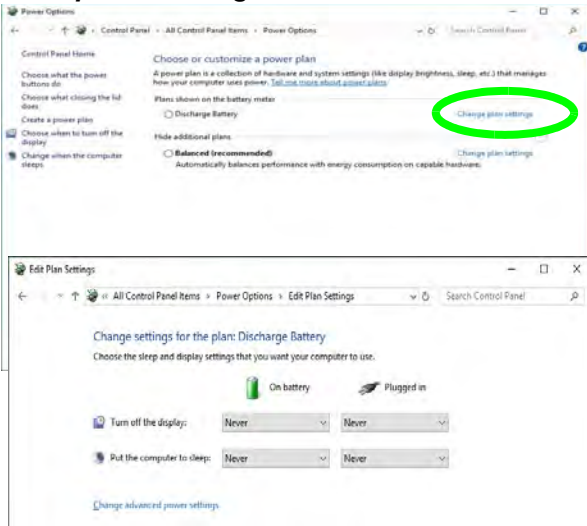 Power Options
Control Panel › All Control Panel Items › Power Options
Search Control Panel
Control Panel Home
Choose what the power
buttons do
Choose what closing the lid
does
Create a power plan
Choose when to turn off the
display
Change when the computer
sleeps
Choose or customize a power plan
A power plan is a collection of hardware and system settings (like display brightness, sleep, etc.) that manages
how your computer uses power. Tell me more about power plans
Plans shown on the battery meter
Discharge Battery
Change plan settings
Hide additional plans
Balanced (recommended)
Change plan settings
Automatically balances performance with energy consumption on capable hardware.
Edit Plan Settings
« All Control Panel Items › Power Options › Edit Plan Settings
Search Control Panel
Change settings for the plan: Discharge Battery
Choose the sleep and display settings that you want your computer to use.
On battery
Plugged in
Turn off the display:
Never
Never
Put the computer to sleep:
Never
Never
Change advanced power settings